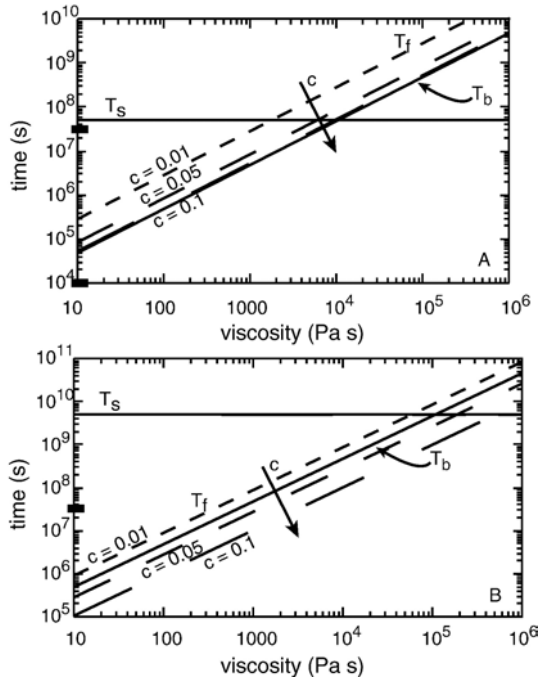 10^10
10^9
10^8
10^7
10^6
10^5
10^4
time (s)
T_f
c
T_s
T_b
c = 0.01
c = 0.05
c = 0.1
A
10 100 1000 10^4 10^5 10^6
viscosity (Pa s)
10^11
10^10
10^9
10^8
10^7
10^6
10^5
time (s)
T_s
c
T_b
T_f
c = 0.01
c = 0.05
c = 0.1
B
10 100 1000 10^4 10^5 10^6
viscosity (Pa s)